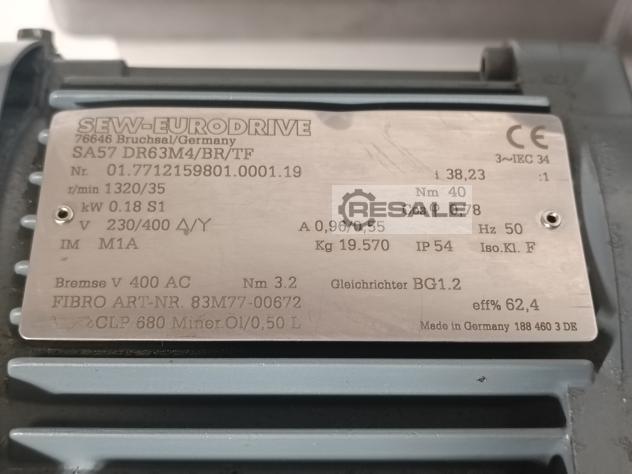 SEW-EURODRIVE
76646 Bruchsal/Germany
SA57 DR63M4/BR/TF
3~IEC 34
Nr. 01.7712159801.0001.19 i 38,23 :1
r/min 1320/35 Nm 40
kW 0.18 S1 0,78
RESALE
V 230/400 Δ/Y A 0,96/0,55 Hz 50
IM M1A Kg 19.570 IP 54 Iso.Kl. F
Bremse V 400 AC Nm 3.2 Gleichrichter BG1.2
FIBRO ART-NR. 83M77-00672 eff% 62,4
CLP 680 Miner.Öl/0,50 L Made in Germany 188 460 3 DE